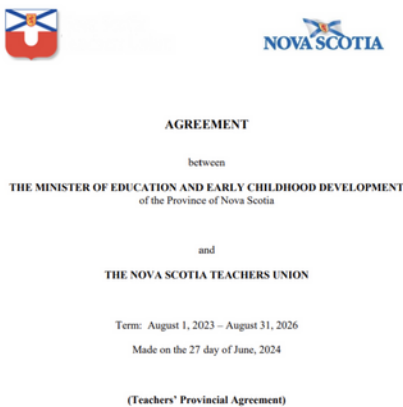 NOVA SCOTIA
AGREEMENT
between
THE MINISTER OF EDUCATION AND EARLY CHILDHOOD DEVELOPMENT
of the Province of Nova Scotia
and
THE NOVA SCOTIA TEACHERS UNION
Term: August 1, 2023 – August 31, 2026
Made on the 27 day of June, 2024
(Teachers' Provincial Agreement)